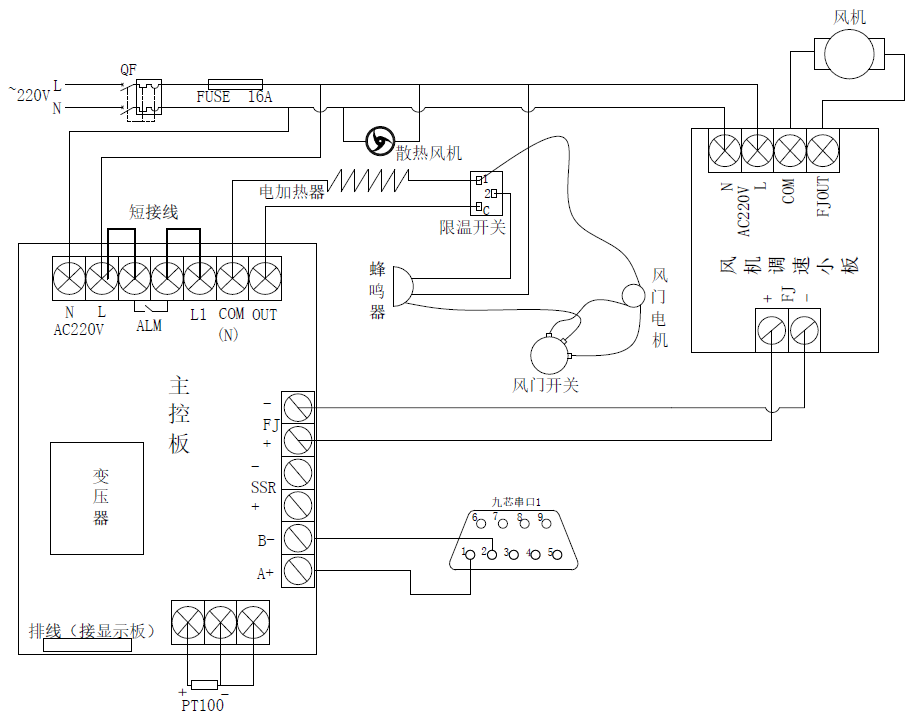 风机
QF
L
~220V
N
FUSE 16A
散热风机
电加热器
1
2
C
限温开关
短接线
N
L
AC220V
ALM
L1
COM
(N)
OUT
蜂鸣器
风门电机
风门开关
N
L
AC220V
COM
FJOUT
风机调速小板
+
FJ
-
主控板
变压器
-
FJ
+
-
SSR
+
B-
A+
九芯串口1
6 7 8 9
1 2 3 4 5
排线（接显示板）
+ -
PT100